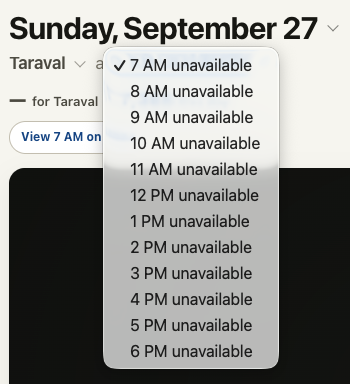 Sunday, September 27
Taraval a
7 AM unavailable
8 AM unavailable
— for Taraval
9 AM unavailable
View 7 AM on
10 AM unavailable
11 AM unavailable
12 PM unavailable
1 PM unavailable
2 PM unavailable
3 PM unavailable
4 PM unavailable
5 PM unavailable
6 PM unavailable